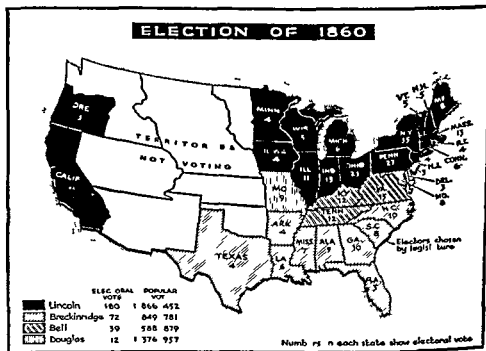 ELECTION OF 1860
ORE
3
CALIF
TERRITORIES
NOT VOTING
MINN
4
WIS
5
MICH
6
IOWA
4
ILL
11
IND
13
OHIO
23
PENN
27
N.Y.
35
VT.
5
N.H.
5
ME
8
MASS.
13
R.I.
4
CONN.
6
N.J.
DEL.
3
MD.
8
MO
9
12
VA.
15
TENN
12
N.C.
10
ARK
4
S.C.
8
Electors chosen
by legislature
TEXAS
4
LA
6
MISS.
7
ALA
9
GA.
10
FLA
ELECTORAL
VOTE
POPULAR
VOT
Lincoln 180 1 866 452
Breckinridge 72 849 781
Bell 39 588 879
Douglas 12 1 376 957
Numb rs in each state show electoral vote